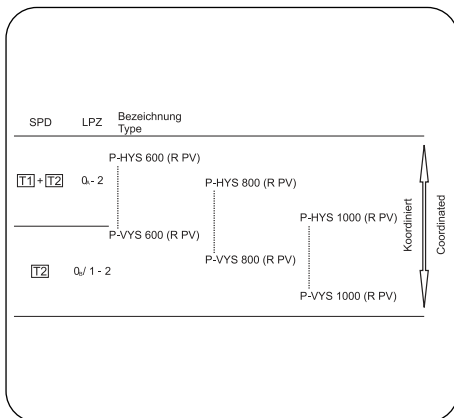 SPD LPZ Bezeichnung
Type
P-HYS 600 (R PV)
T1 + T2 0A - 2 P-HYS 800 (R PV)
P-HYS 1000 (R PV)
P-VYS 600 (R PV)
P-VYS 800 (R PV)
T2 0B/ 1 - 2
P-VYS 1000 (R PV)
Koordiniert
Coordinated